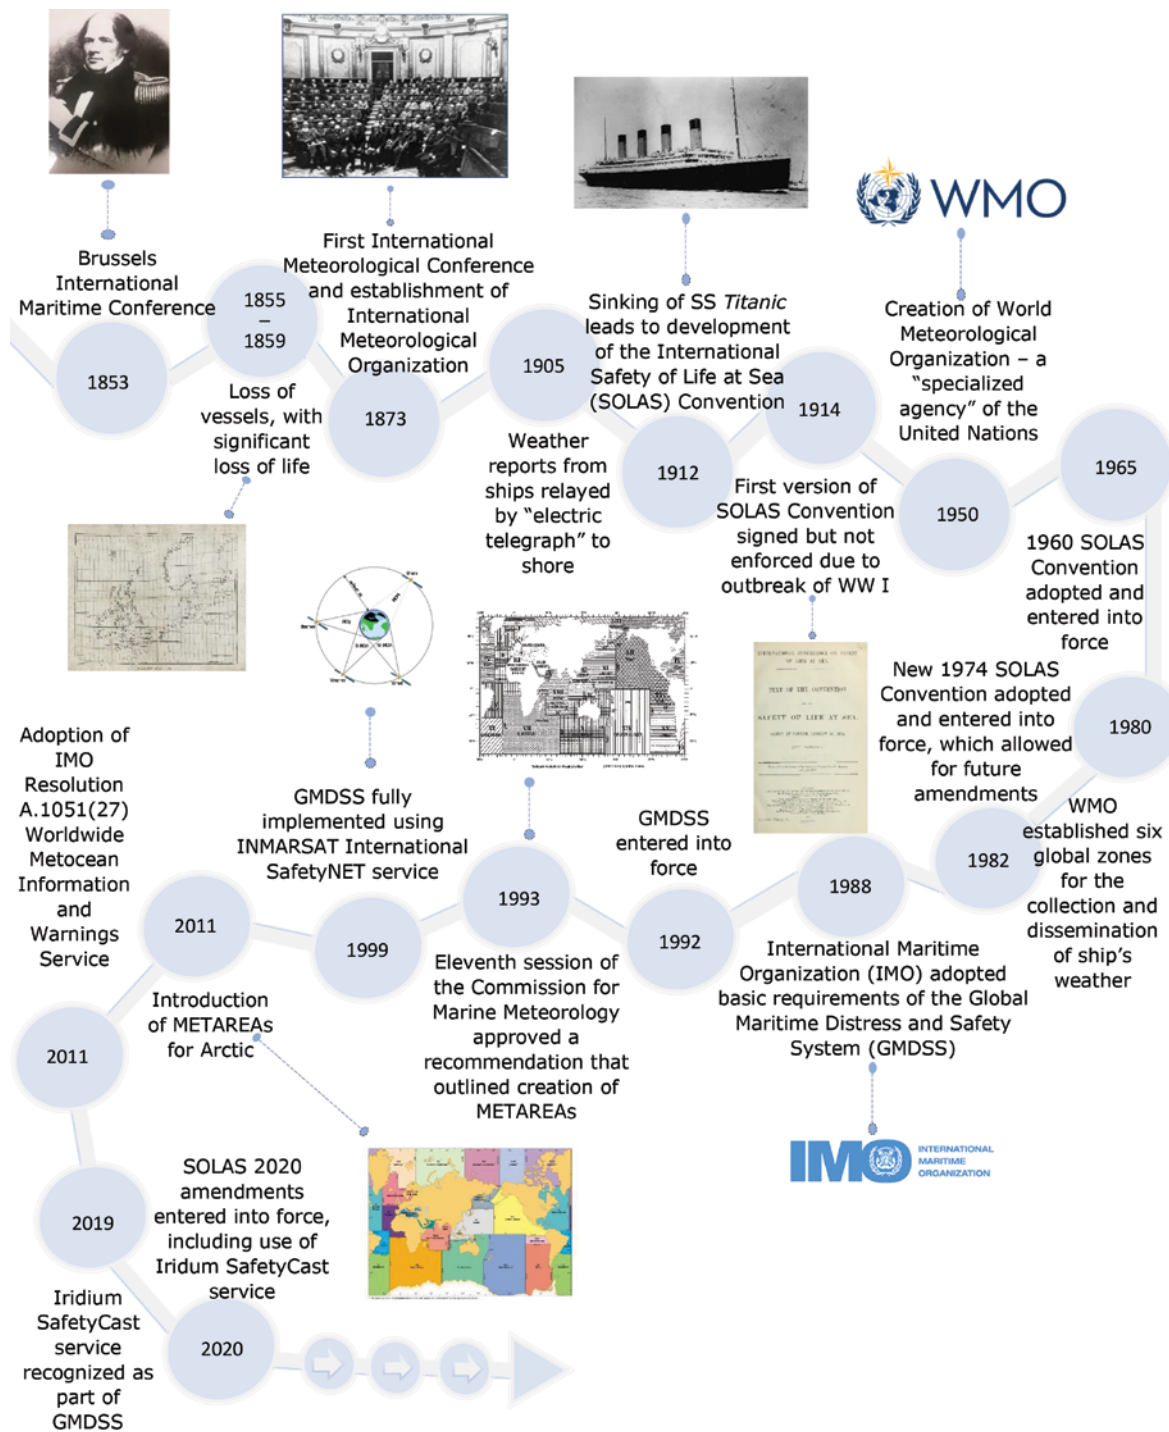 WMO
Brussels
International
Maritime Conference
1853
1855
–
1859
Loss of
vessels, with
significant
loss of life
First International
Meteorological Conference
and establishment of
International
Meteorological
Organization
1873
1905
Weather
reports from
ships relayed
by “electric
telegraph” to
shore
Sinking of SS Titanic
leads to development
of the International
Safety of Life at Sea
(SOLAS) Convention
1912
1914
First version of
SOLAS Convention
signed but not
enforced due to
outbreak of WW I
TEXT OF THE CONVENTION
SAFETY OF LIFE AT SEA.
Creation of World
Meteorological
Organization – a
“specialized
agency” of the
United Nations
1950
1965
1960 SOLAS
Convention
adopted and
entered into
force
1980
New 1974 SOLAS
Convention adopted
and entered into
force, which allowed
for future
amendments
1982
WMO
established six
global zones
for the
collection and
dissemination
of ship’s
weather
1988
International Maritime
Organization (IMO) adopted
basic requirements of the Global
Maritime Distress and Safety
System (GMDSS)
IMO
INTERNATIONAL
MARITIME
ORGANIZATION
GMDSS
entered into
force
1992
1993
Eleventh session of
the Commission for
Marine Meteorology
approved a
recommendation that
outlined creation of
METAREAs
GMDSS fully
implemented using
INMARSAT International
SafetyNET service
1999
2011
Introduction
of METAREAs
for Arctic
Adoption of
IMO
Resolution
A.1051(27)
Worldwide
Metocean
Information
and
Warnings
Service
2011
2019
Iridium
SafetyCast
service
recognized as
part of
GMDSS
SOLAS 2020
amendments
entered into force,
including use of
Iridum SafetyCast
service
2020